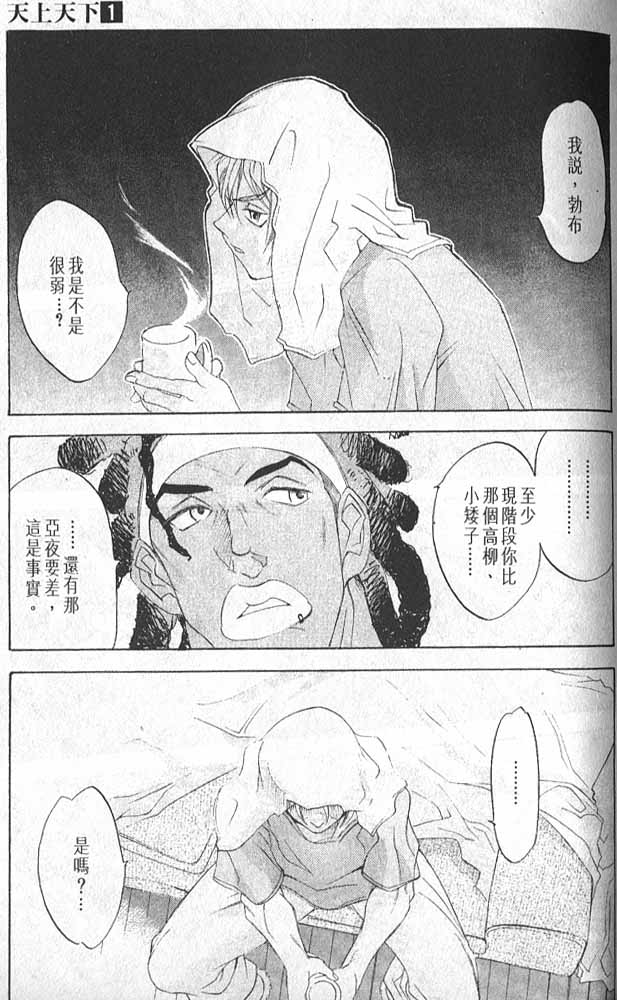 天上天下 1
我説，勃布
我是不是
很弱…？
…………
至少
現階段你比
那個高柳、
小矮子……
……還有那
亞夜要差，
這是事實。
………
是嗎？…